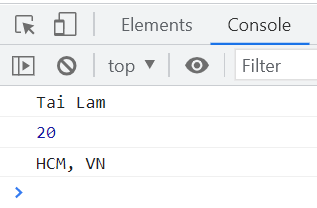 Elements Console
top Filter
Tai Lam
20
HCM, VN